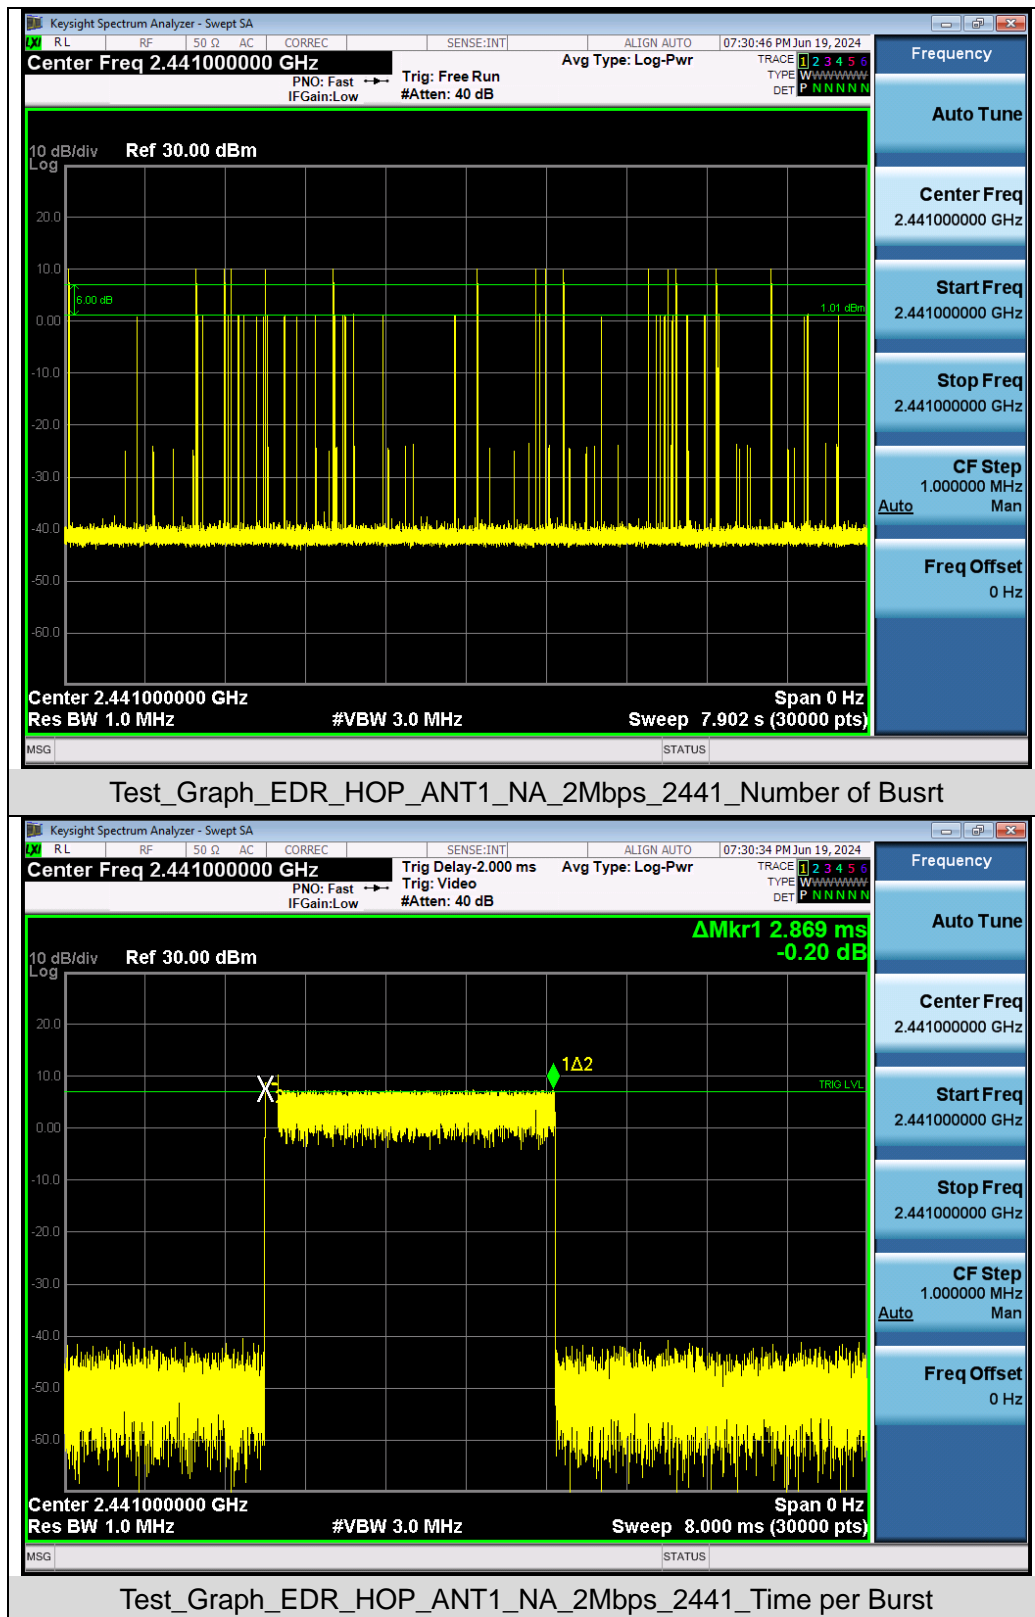 Keysight Spectrum Analyzer - Swept SA
LXI RL RF 50 Ω AC CORREC SENSE:INT ALIGN AUTO 07:30:46 PM Jun 19, 2024
Center Freq 2.441000000 GHz
PNO: Fast
IFGain:Low
Trig: Free Run
#Atten: 40 dB
Avg Type: Log-Pwr
TRACE 1 2 3 4 5 6
TYPE WWWWWW
DET P N N N N N
10 dB/div
Log
Ref 30.00 dBm
20.0
10.0
6.00 dB
1.01 dBm
0.00
-10.0
-20.0
-30.0
-40.0
-50.0
-60.0
Center 2.441000000 GHz
Span 0 Hz
Res BW 1.0 MHz
#VBW 3.0 MHz
Sweep 7.902 s (30000 pts)
MSG
STATUS
Frequency
Auto Tune
Center Freq
2.441000000 GHz
Start Freq
2.441000000 GHz
Stop Freq
2.441000000 GHz
CF Step
1.000000 MHz
Auto Man
Freq Offset
0 Hz
Test_Graph_EDR_HOP_ANT1_NA_2Mbps_2441_Number of Busrt
Keysight Spectrum Analyzer - Swept SA
LXI RL RF 50 Ω AC CORREC SENSE:INT ALIGN AUTO 07:30:34 PM Jun 19, 2024
Center Freq 2.441000000 GHz
PNO: Fast
IFGain:Low
Trig Delay-2.000 ms
Trig: Video
#Atten: 40 dB
Avg Type: Log-Pwr
TRACE 1 2 3 4 5 6
TYPE WWWWWW
DET P N N N N N
ΔMkr1 2.869 ms
-0.20 dB
10 dB/div
Log
Ref 30.00 dBm
20.0
10.0
1Δ2
TRIG LVL
0.00
-10.0
-20.0
-30.0
-40.0
-50.0
-60.0
Center 2.441000000 GHz
Span 0 Hz
Res BW 1.0 MHz
#VBW 3.0 MHz
Sweep 8.000 ms (30000 pts)
MSG
STATUS
Frequency
Auto Tune
Center Freq
2.441000000 GHz
Start Freq
2.441000000 GHz
Stop Freq
2.441000000 GHz
CF Step
1.000000 MHz
Auto Man
Freq Offset
0 Hz
Test_Graph_EDR_HOP_ANT1_NA_2Mbps_2441_Time per Burst